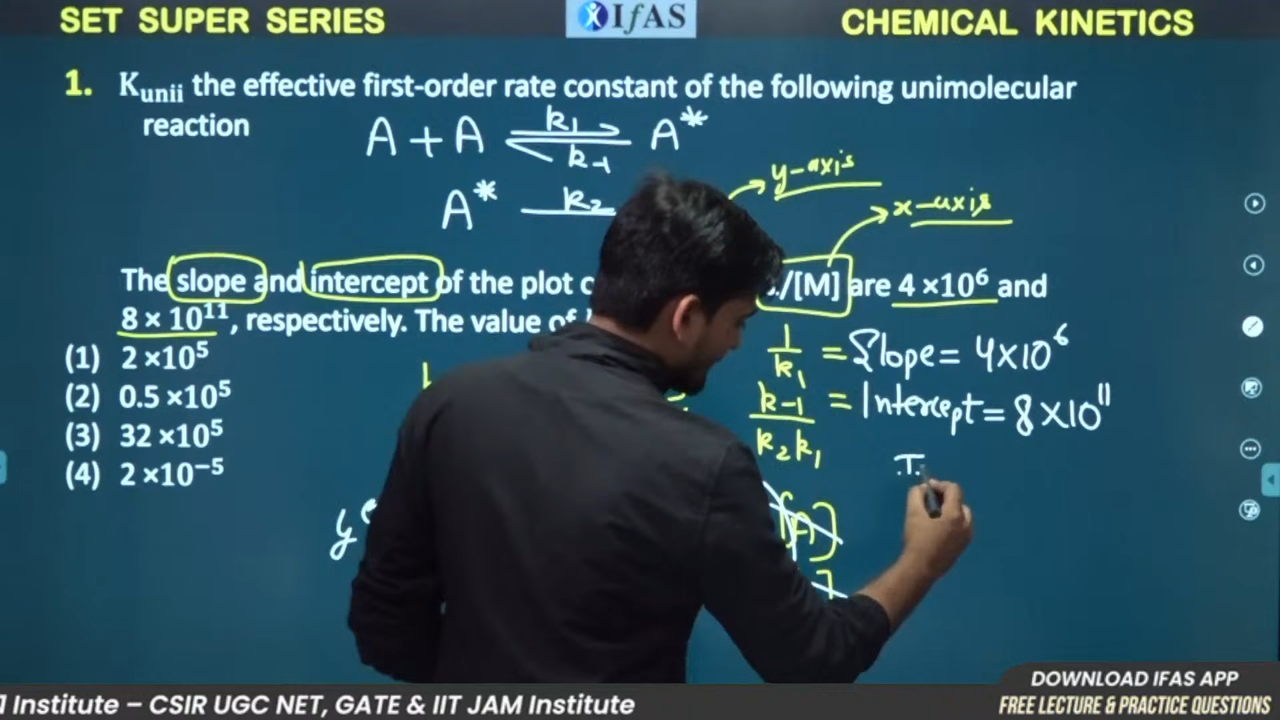 SET SUPER SERIES
IfAS
CHEMICAL KINETICS
1. Kunii the effective first-order rate constant of the following unimolecular
reaction
A + A k1 k-1 A*
A* k2
y-axis
x-axis
The slope and intercept of the plot /[M] are 4 ×10⁶ and
8 × 10¹¹, respectively. The value of
(1) 2 ×10⁵
(2) 0.5 ×10⁵
(3) 32 ×10⁵
(4) 2 ×10⁻⁵
1/k1 = Slope = 4×10⁶
k-1/k2k1 = Intercept = 8×10¹¹
y
[A]
Institute – CSIR UGC NET, GATE & IIT JAM Institute
DOWNLOAD IFAS APP
FREE LECTURE & PRACTICE QUESTIONS